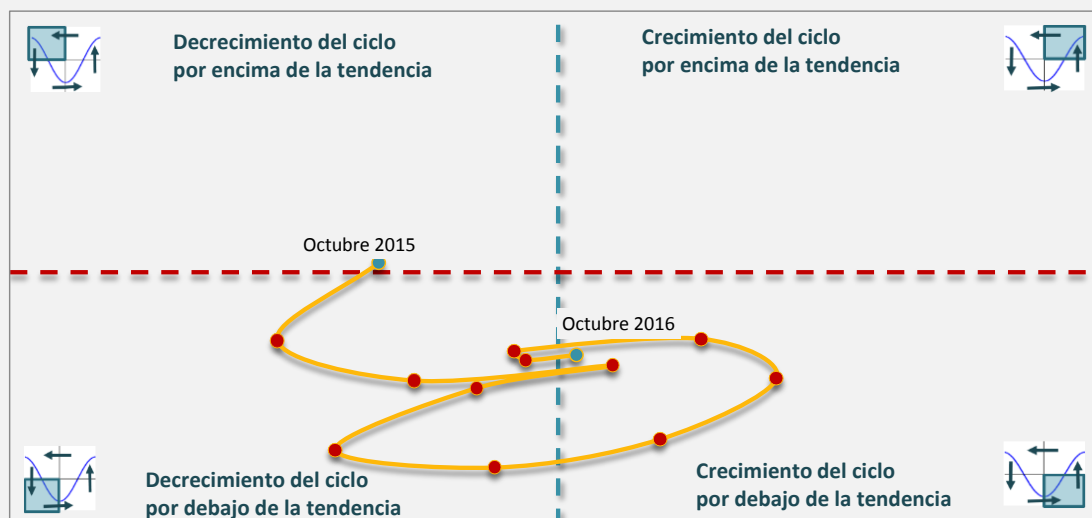 Decrecimiento del ciclo
por encima de la tendencia
Crecimiento del ciclo
por encima de la tendencia
Octubre 2015
Octubre 2016
Decrecimiento del ciclo
por debajo de la tendencia
Crecimiento del ciclo
por debajo de la tendencia